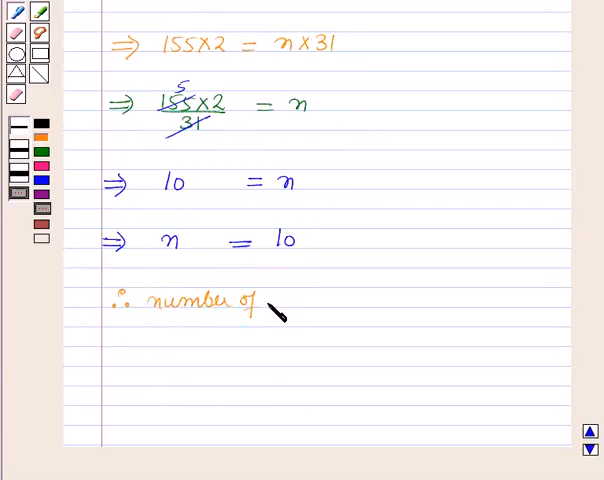 ⇒ 155×2 = n×31
5
⇒ 155×2 / 31 = n
⇒ 10 = n
⇒ n = 10
∴ number of